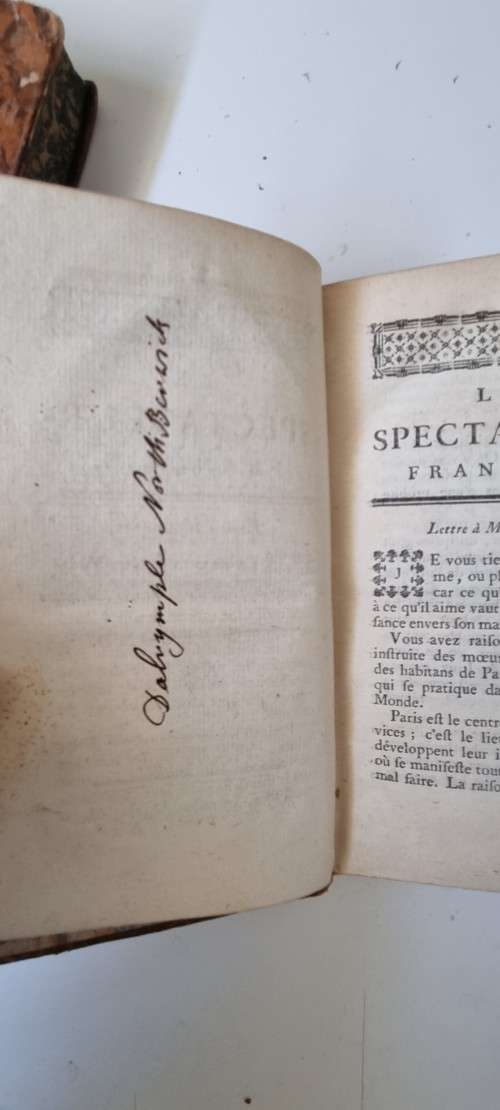 Dalrymple North. Berwick
L
SPECTA
FRAN
Lettre à M
JE vous tie
me, ou pl
car ce qu'
à ce qu'il aime vaut
ſance envers ſon ma
Vous avez raiſo
inſtruite des mœur
des habitans de Pa
qui ſe pratique da
Monde.
Paris eſt le centr
vices ; c'eſt le lie
développent leur i
où ſe manifeſte tou
mal faire. La raiſo